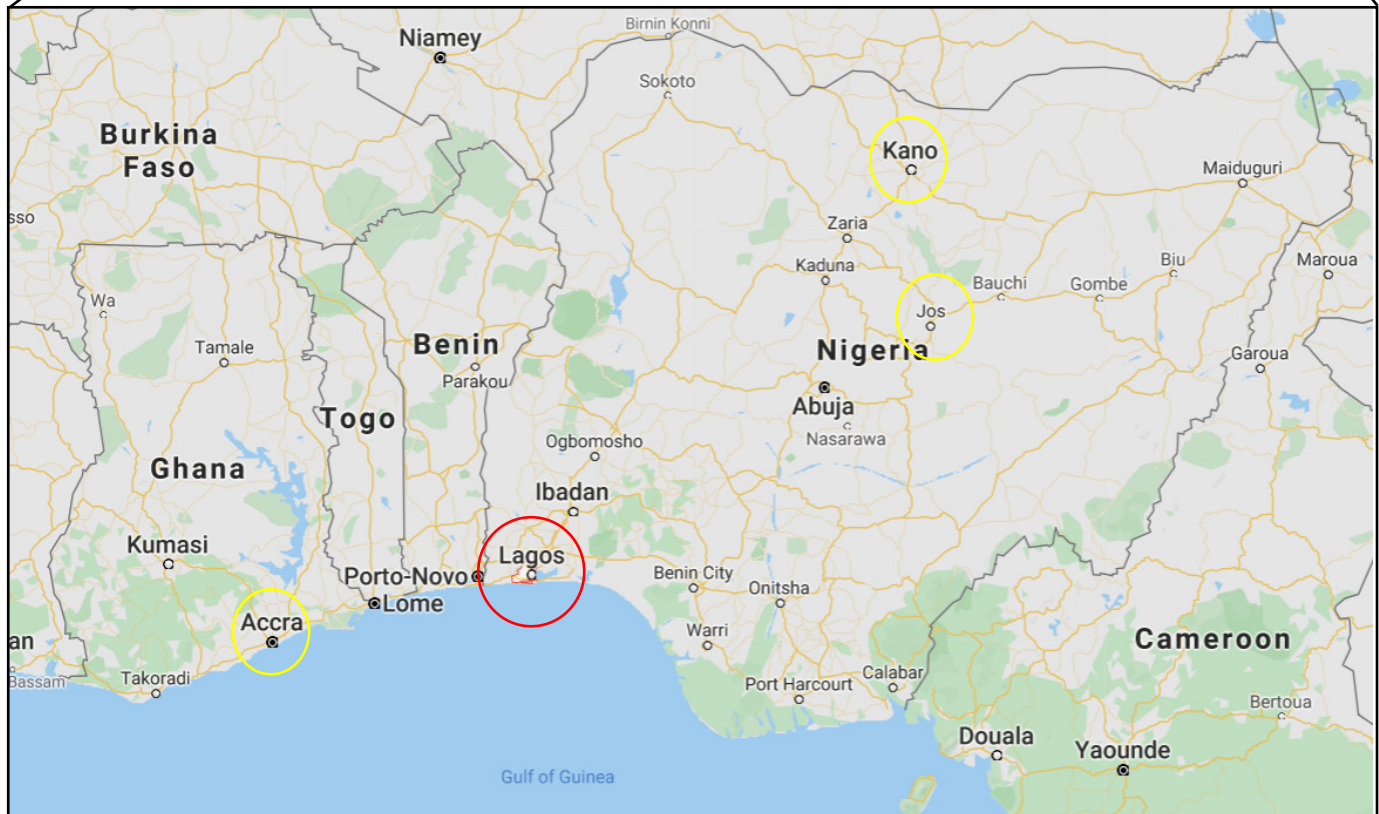 Birnin Konni
Niamey
Sokoto
Burkina
Faso
Kano
Maiduguri
sso
Zaria
Kaduna
Biu
Maroua
Bauchi
Gombe
Wa
Jos
Benin
Nigeria
Tamale
Garoua
Parakou
Abuja
Togo
Nasarawa
Ogbomosho
Ghana
Ibadan
Kumasi
Lagos
Porto-Novo
Benin City
Onitsha
Lome
Accra
Warri
an
Cameroon
Bassam
Takoradi
Calabar
Port Harcourt
Bertoua
Douala
Yaounde
Gulf of Guinea